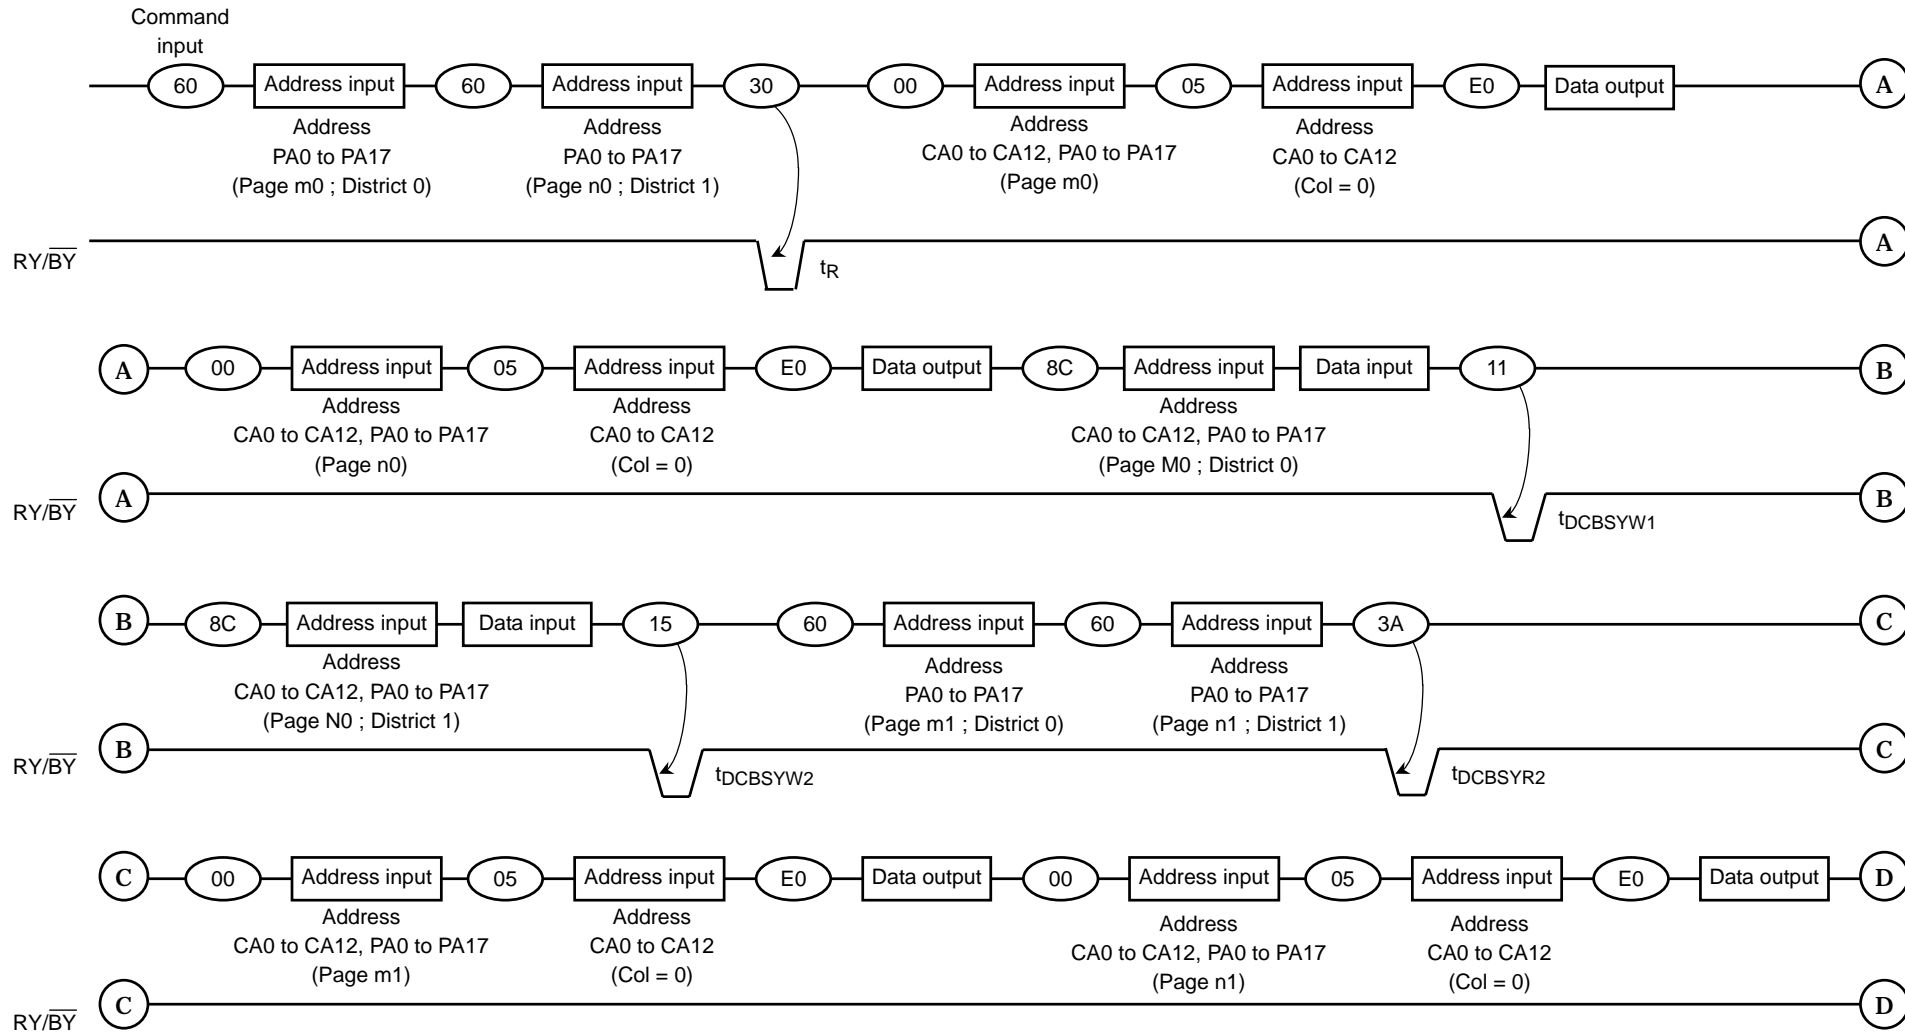 Command
input
60 Address input 60 Address input 30 00 Address input 05 Address input E0 Data output A
Address
PA0 to PA17
(Page m0 ; District 0)
Address
PA0 to PA17
(Page n0 ; District 1)
Address
CA0 to CA12, PA0 to PA17
(Page m0)
Address
CA0 to CA12
(Col = 0)
RY/BY tR A
A 00 Address input 05 Address input E0 Data output 8C Address input Data input 11 B
Address
CA0 to CA12, PA0 to PA17
(Page n0)
Address
CA0 to CA12
(Col = 0)
Address
CA0 to CA12, PA0 to PA17
(Page M0 ; District 0)
RY/BY A tDCBSYW1 B
B 8C Address input Data input 15 60 Address input 60 Address input 3A C
Address
CA0 to CA12, PA0 to PA17
(Page N0 ; District 1)
Address
PA0 to PA17
(Page m1 ; District 0)
Address
PA0 to PA17
(Page n1 ; District 1)
RY/BY B tDCBSYW2 tDCBSYR2 C
C 00 Address input 05 Address input E0 Data output 00 Address input 05 Address input E0 Data output D
Address
CA0 to CA12, PA0 to PA17
(Page m1)
Address
CA0 to CA12
(Col = 0)
Address
CA0 to CA12, PA0 to PA17
(Page n1)
Address
CA0 to CA12
(Col = 0)
RY/BY C D